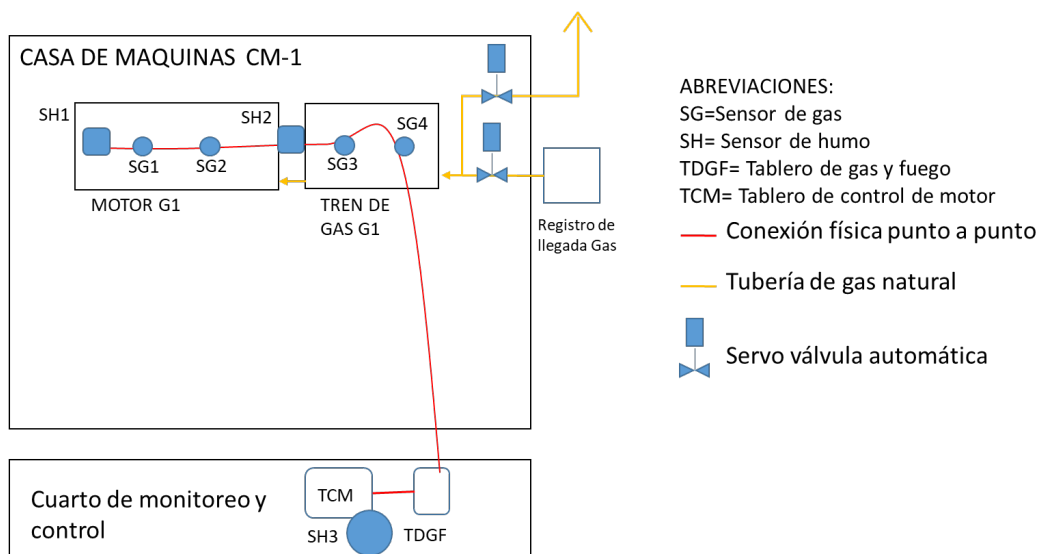 CASA DE MAQUINAS CM-1
SH1
SH2
SG4
SG1
SG2
SG3
MOTOR G1
TREN DE
GAS G1
Registro de
llegada Gas
ABREVIACIONES:
SG=Sensor de gas
SH= Sensor de humo
TDGF= Tablero de gas y fuego
TCM= Tablero de control de motor
Conexión física punto a punto
Tubería de gas natural
Servo válvula automática
Cuarto de monitoreo y
control
TCM
SH3
TDGF